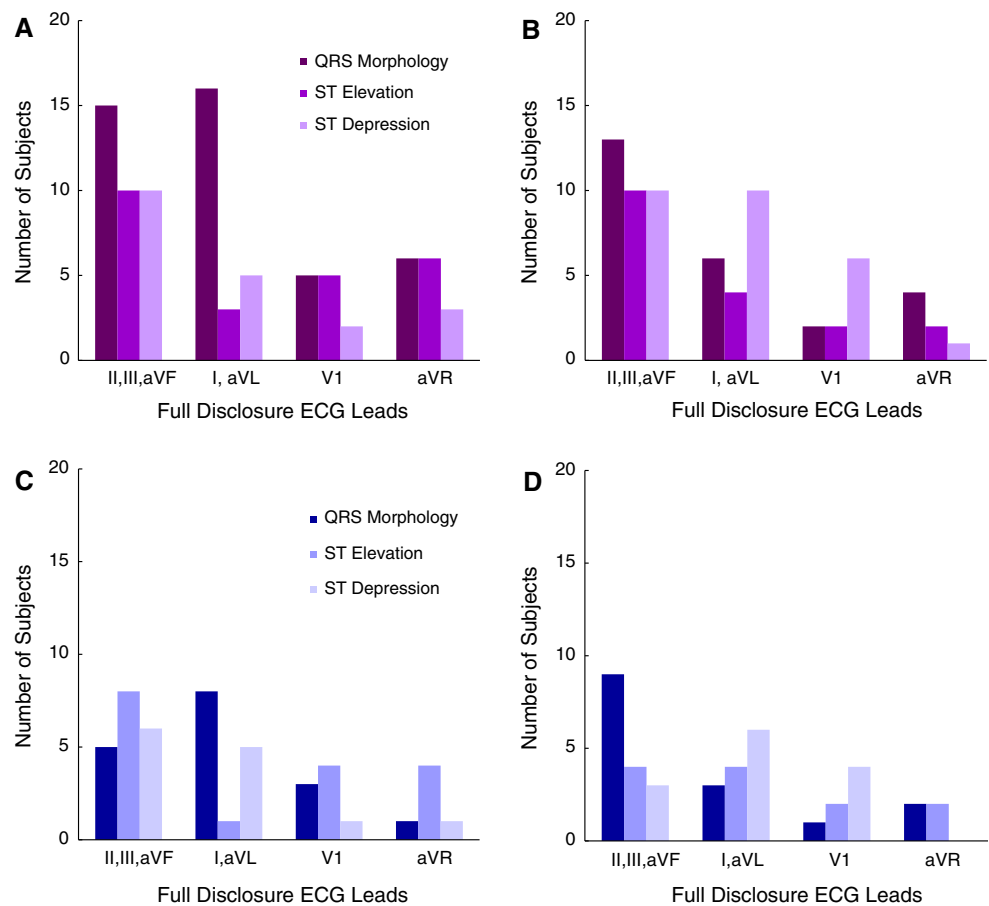 A
20
15
10
5
0
Number of Subjects
QRS Morphology
ST Elevation
ST Depression
II,III,aVF
I, aVL
V1
aVR
Full Disclosure ECG Leads
B
20
15
10
5
0
Number of Subjects
II,III,aVF
I, aVL
V1
aVR
Full Disclosure ECG Leads
C
20
15
10
5
0
Number of Subjects
QRS Morphology
ST Elevation
ST Depression
II,III,aVF
I,aVL
V1
aVR
Full Disclosure ECG Leads
D
20
15
10
5
0
Number of Subjects
II,III,aVF
I,aVL
V1
aVR
Full Disclosure ECG Leads